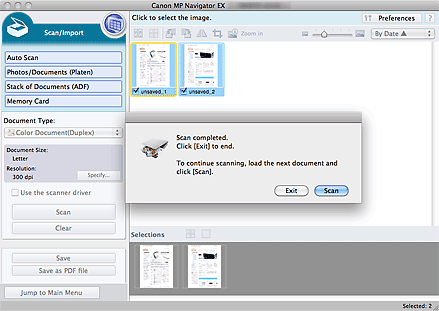 Canon MP Navigator EX
Scan/Import
Click to select the image.
Preferences
Zoom in
By Date
Auto Scan
Photos/Documents (Platen)
Stack of Documents (ADF)
Memory Card
Document Type:
Color Document(Duplex)
Document Size:
Letter
Resolution:
300 dpi
Specify...
Use the scanner driver
Scan
Clear
Save
Save as PDF file
Jump to Main Menu
unsaved_1
unsaved_2
Scan completed.
Click [Exit] to end.
To continue scanning, load the next document and
click [Scan].
Exit
Scan
Selections
Selected: 2